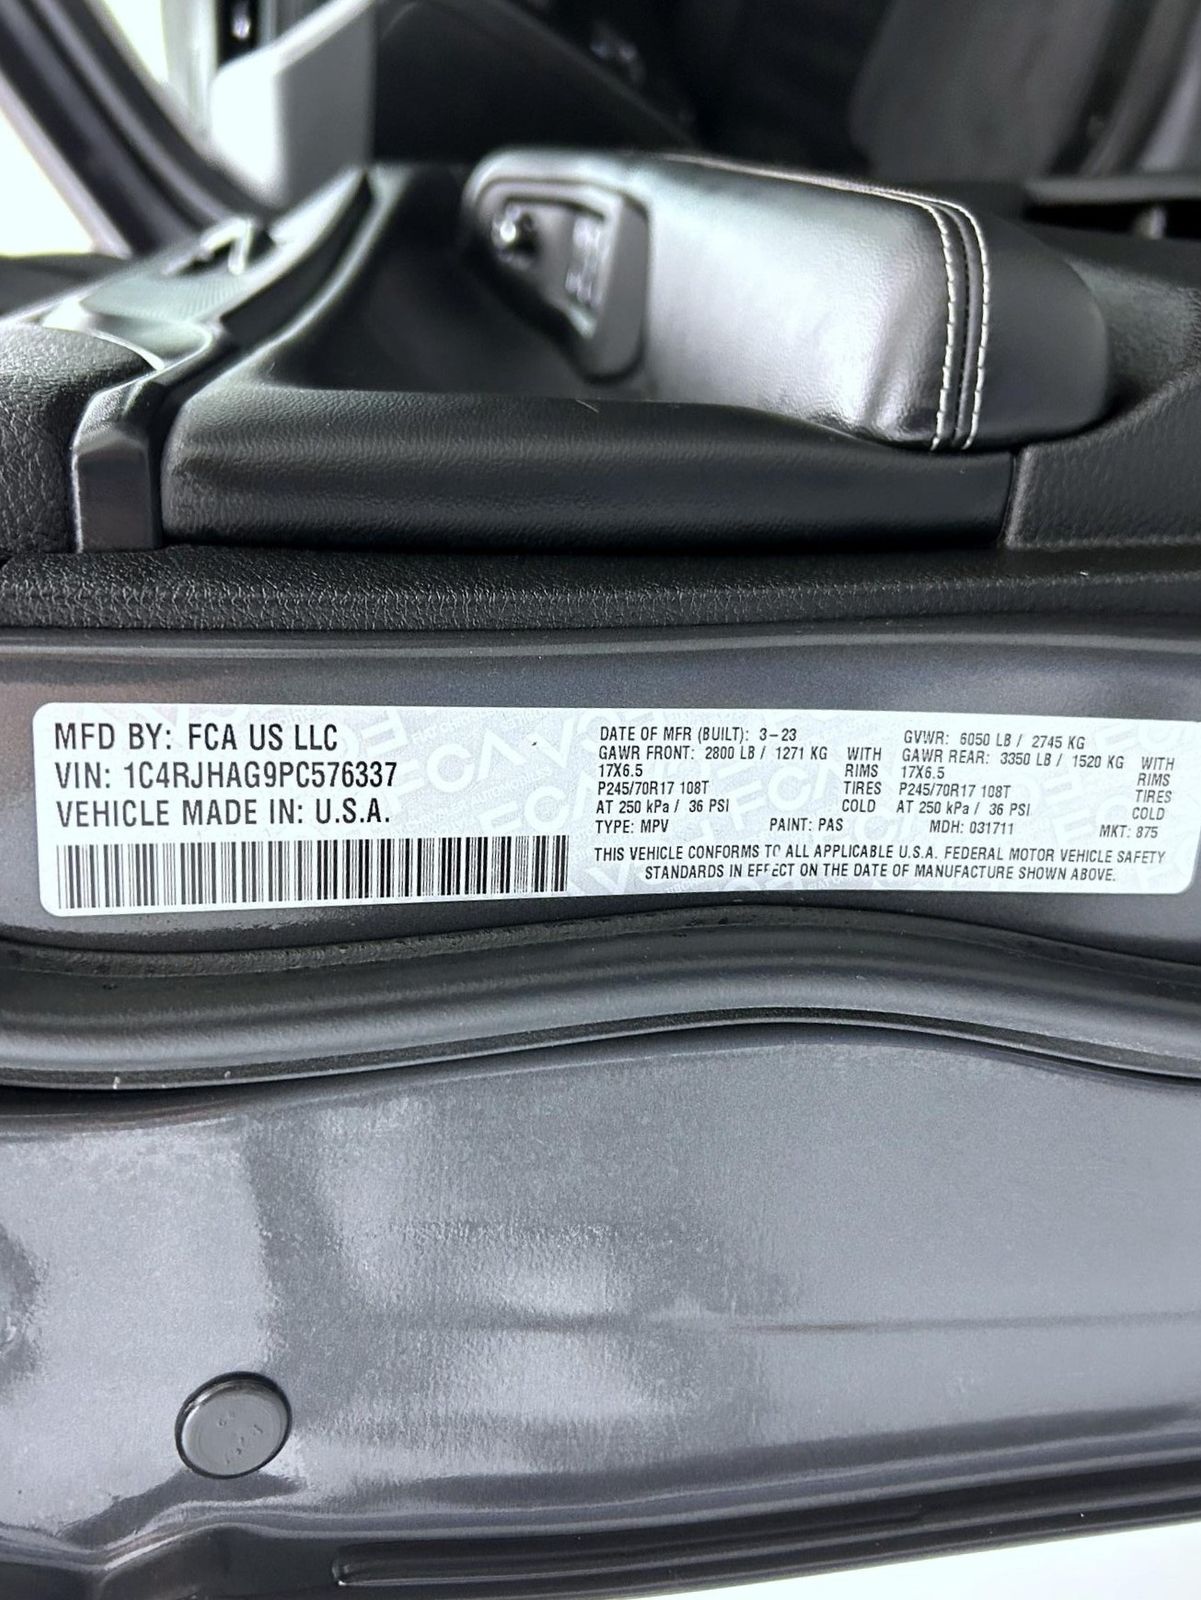 MFD BY: FCA US LLC
VIN: 1C4RJHAG9PC576337
VEHICLE MADE IN: U.S.A.
DATE OF MFR (BUILT): 3-23
GAWR FRONT: 2800 LB / 1271 KG WITH
17X6.5 RIMS
P245/70R17 108T TIRES
AT 250 kPa / 36 PSI COLD
GVWR: 6050 LB / 2745 KG
GAWR REAR: 3350 LB / 1520 KG WITH
17X6.5 RIMS
P245/70R17 108T TIRES
AT 250 kPa / 36 PSI COLD
TYPE: MPV PAINT: PAS MDH: 031711 MKT: 875
THIS VEHICLE CONFORMS TO ALL APPLICABLE U.S.A. FEDERAL MOTOR VEHICLE SAFETY
STANDARDS IN EFFECT ON THE DATE OF MANUFACTURE SHOWN ABOVE.